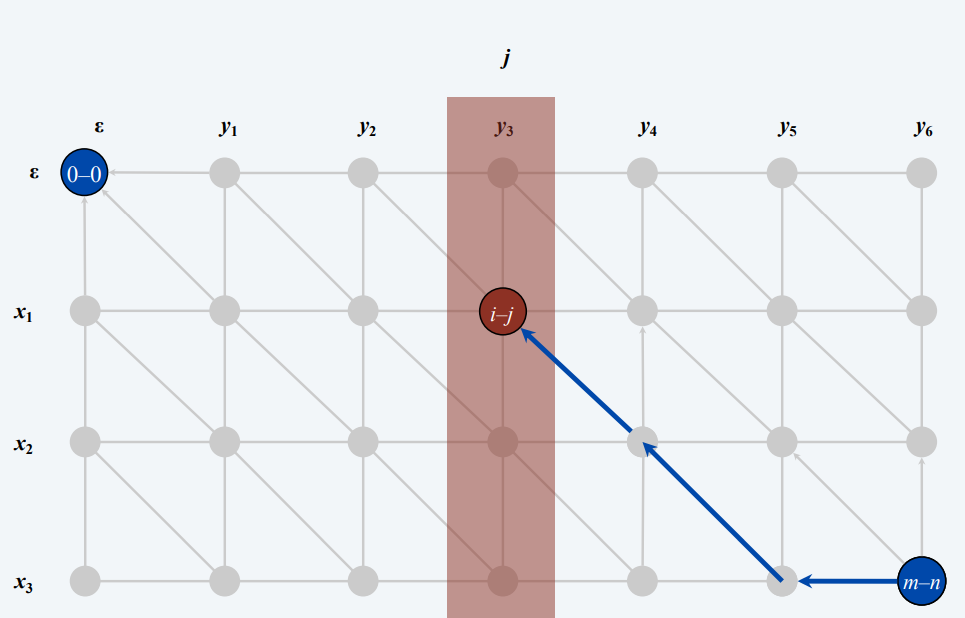 j
ε y₁ y₂ y₃ y₄ y₅ y₆
ε 0–0
x₁ i–j
x₂
x₃ m–n